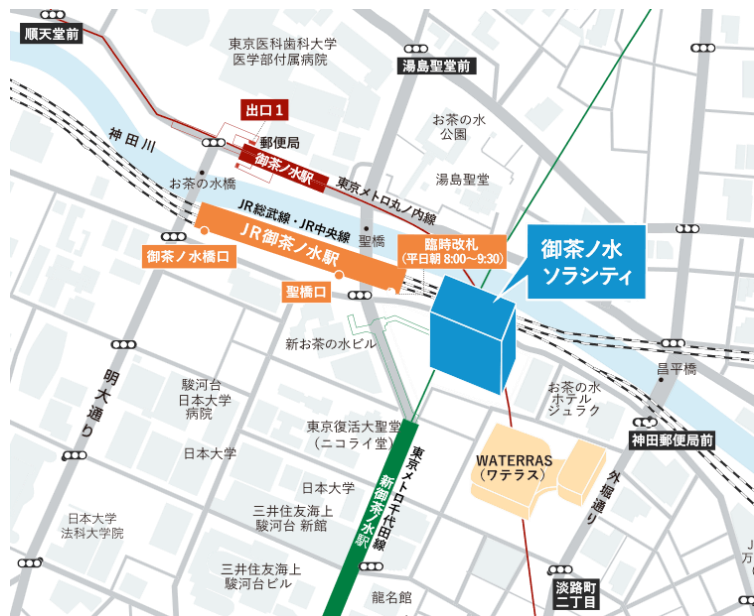 順天堂前
東京医科歯科大学
医学部付属病院
湯島聖堂前
出口1
神田川
郵便局
御茶ノ水駅
お茶の水
公園
お茶の水橋
東京メトロ丸ノ内線
湯島聖堂
JR総武線・JR中央線
JR御茶ノ水駅
聖橋
臨時改札
(平日朝 8:00〜9:30)
御茶ノ水
ソラシティ
御茶ノ水橋口
聖橋口
新お茶の水ビル
明大通り
駿河台
日本大学
病院
お茶の水
ホテル
ジュラク
昌平橋
東京復活大聖堂
(ニコライ堂)
神田郵便局前
日本大学
東京メトロ千代田線
新御茶ノ水駅
WATERRAS
(ワテラス)
外堀通り
日本大学
三井住友海上
駿河台 新館
日本大学
法科大学院
三井住友海上
駿河台ビル
龍名館
淡路町
二丁目
J
万